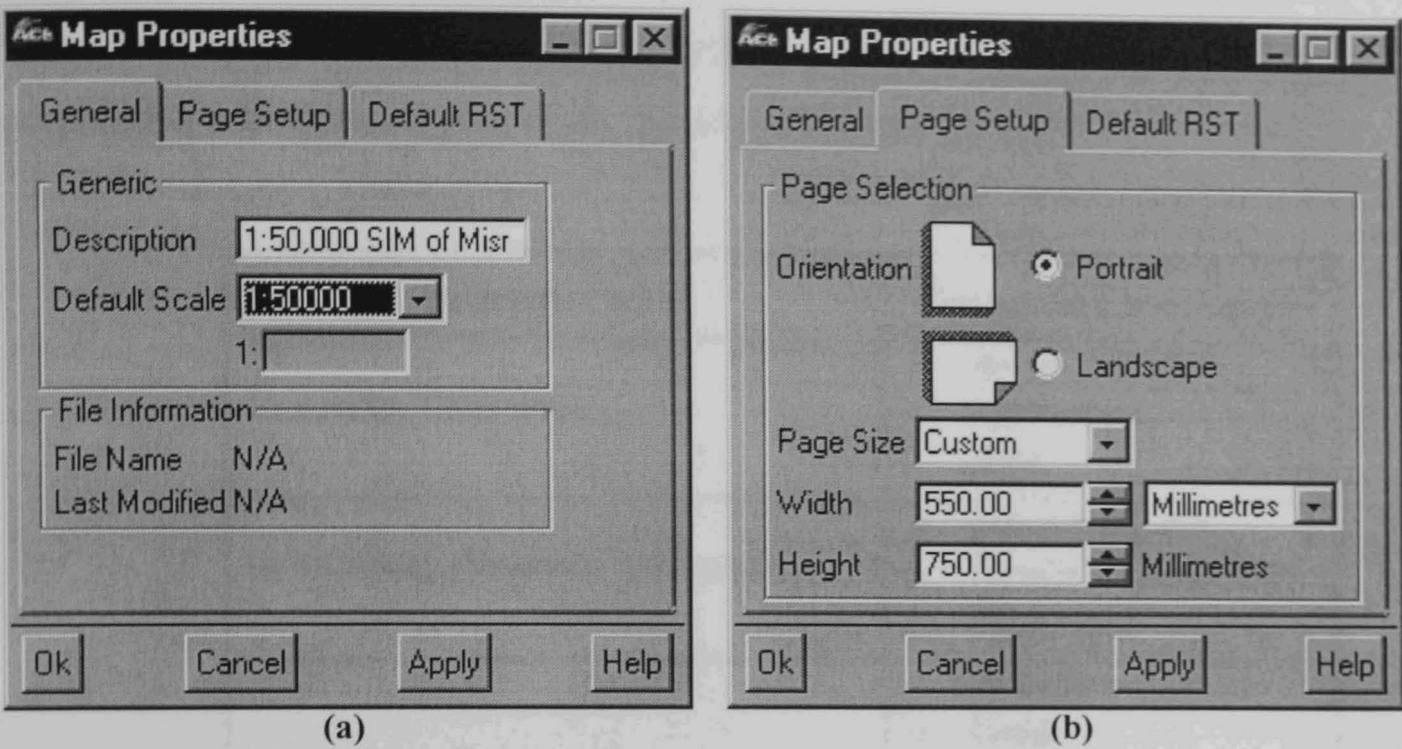 ACE Map Properties
General Page Setup Default RST
Generic
Description 1:50,000 SIM of Misr
Default Scale 1:50000
1:
File Information
File Name N/A
Last Modified N/A
Ok Cancel Apply Help
(a)
ACE Map Properties
General Page Setup Default RST
Page Selection
Orientation Portrait
Landscape
Page Size Custom
Width 550.00 Millimetres
Height 750.00 Millimetres
Ok Cancel Apply Help
(b)